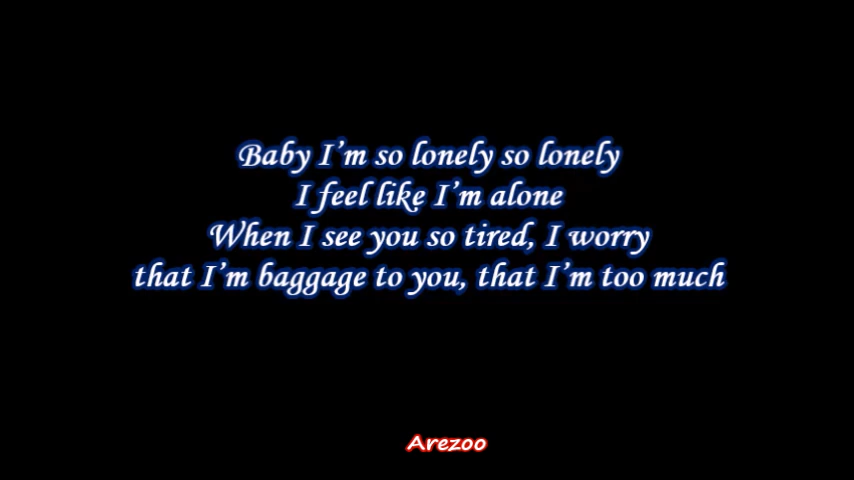 Baby I’m so lonely so lonely
I feel like I’m alone
When I see you so tired, I worry
that I’m baggage to you, that I’m too much
Arezoo